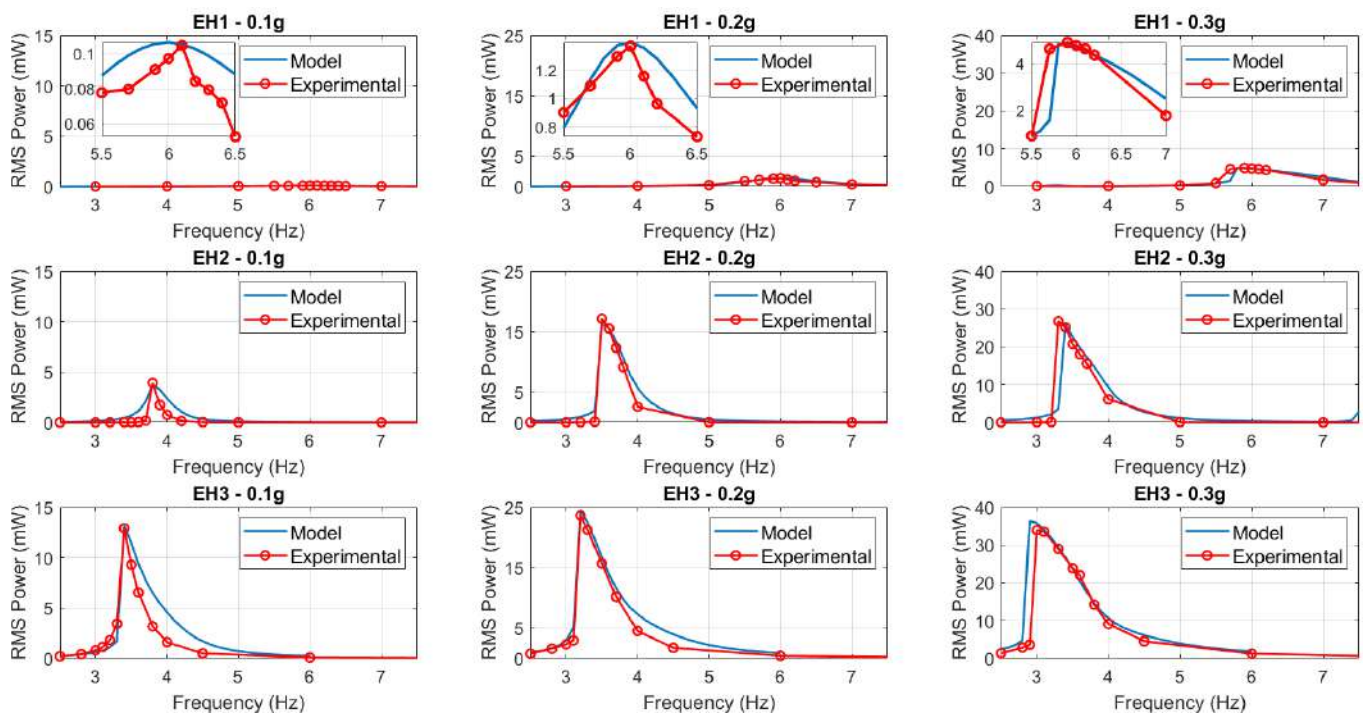 EH1 - 0.1g
15
10
5
0
RMS Power (mW)
0.1
0.08
0.06
5.5 6 6.5
Model
Experimental
3 4 5 6 7
Frequency (Hz)
EH1 - 0.2g
25
15
5
0
RMS Power (mW)
1.2
1
0.8
5.5 6 6.5
Model
Experimental
3 4 5 6 7
Frequency (Hz)
EH1 - 0.3g
40
30
20
10
0
RMS Power (mW)
4
2
5.5 6 6.5 7
Model
Experimental
3 4 5 6 7
Frequency (Hz)
EH2 - 0.1g
15
10
5
0
RMS Power (mW)
Model
Experimental
3 4 5 6 7
Frequency (Hz)
EH2 - 0.2g
25
15
5
0
RMS Power (mW)
Model
Experimental
3 4 5 6 7
Frequency (Hz)
EH2 - 0.3g
40
30
20
10
0
RMS Power (mW)
Model
Experimental
3 4 5 6 7
Frequency (Hz)
EH3 - 0.1g
15
10
5
0
RMS Power (mW)
Model
Experimental
3 4 5 6 7
Frequency (Hz)
EH3 - 0.2g
25
15
5
0
RMS Power (mW)
Model
Experimental
3 4 5 6 7
Frequency (Hz)
EH3 - 0.3g
40
30
20
10
0
RMS Power (mW)
Model
Experimental
3 4 5 6 7
Frequency (Hz)